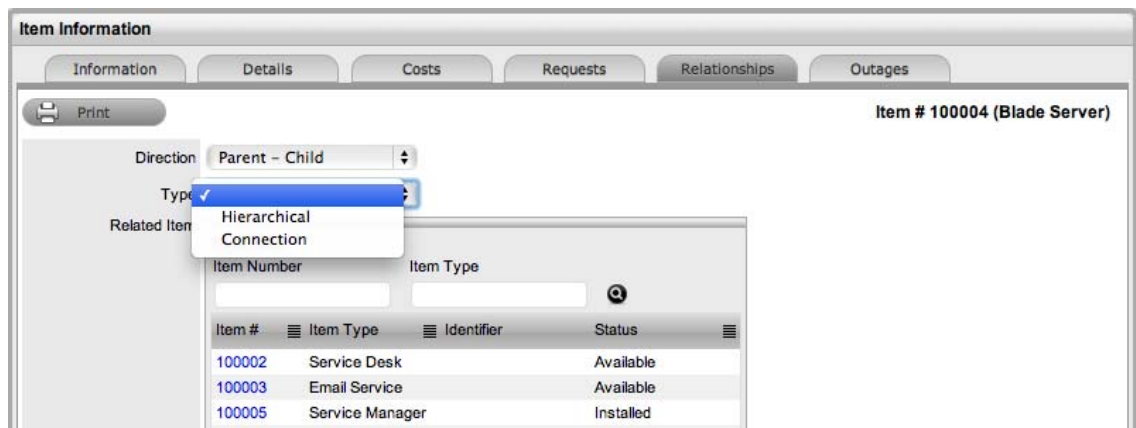 Item Information
Information Details Costs Requests Relationships Outages
Print Item # 100004 (Blade Server)
Direction Parent – Child
Type ✓
Hierarchical
Related Item
Connection
Item Number Item Type
Item # Item Type Identifier Status
100002 Service Desk Available
100003 Email Service Available
100005 Service Manager Installed